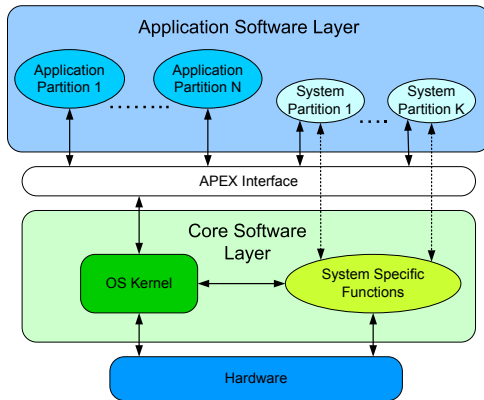 Application Software Layer
Application
Partition 1
Application
Partition N
System
Partition 1
System
Partition K
APEX Interface
Core Software
Layer
OS Kernel
System Specific
Functions
Hardware